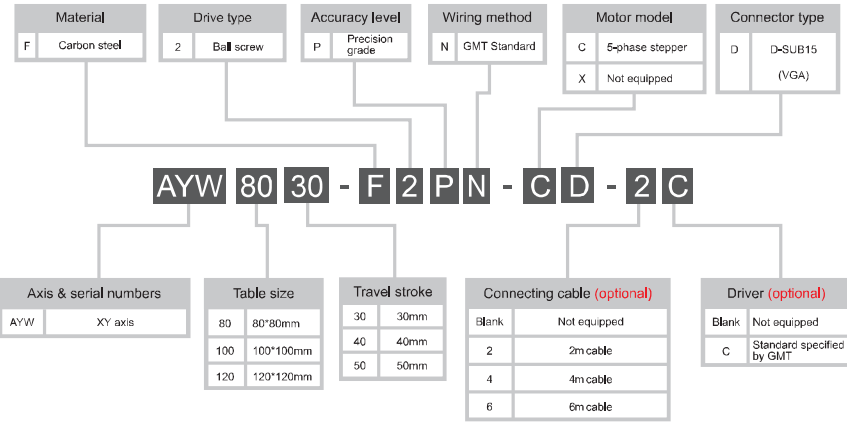 Material
F Carbon steel
Drive type
2 Ball screw
Accuracy level
P Precision
grade
Wiring method
N GMT Standard
Motor model
C 5-phase stepper
X Not equipped
Connector type
D D-SUB15
(VGA)
AYW 80 30 - F 2 P N - C D - 2 C
Axis & serial numbers
AYW XY axis
Table size
80 80*80mm
100 100*100mm
120 120*120mm
Travel stroke
30 30mm
40 40mm
50 50mm
Connecting cable (optional)
Blank Not equipped
2 2m cable
4 4m cable
6 6m cable
Driver (optional)
Blank Not equipped
C Standard specified
by GMT